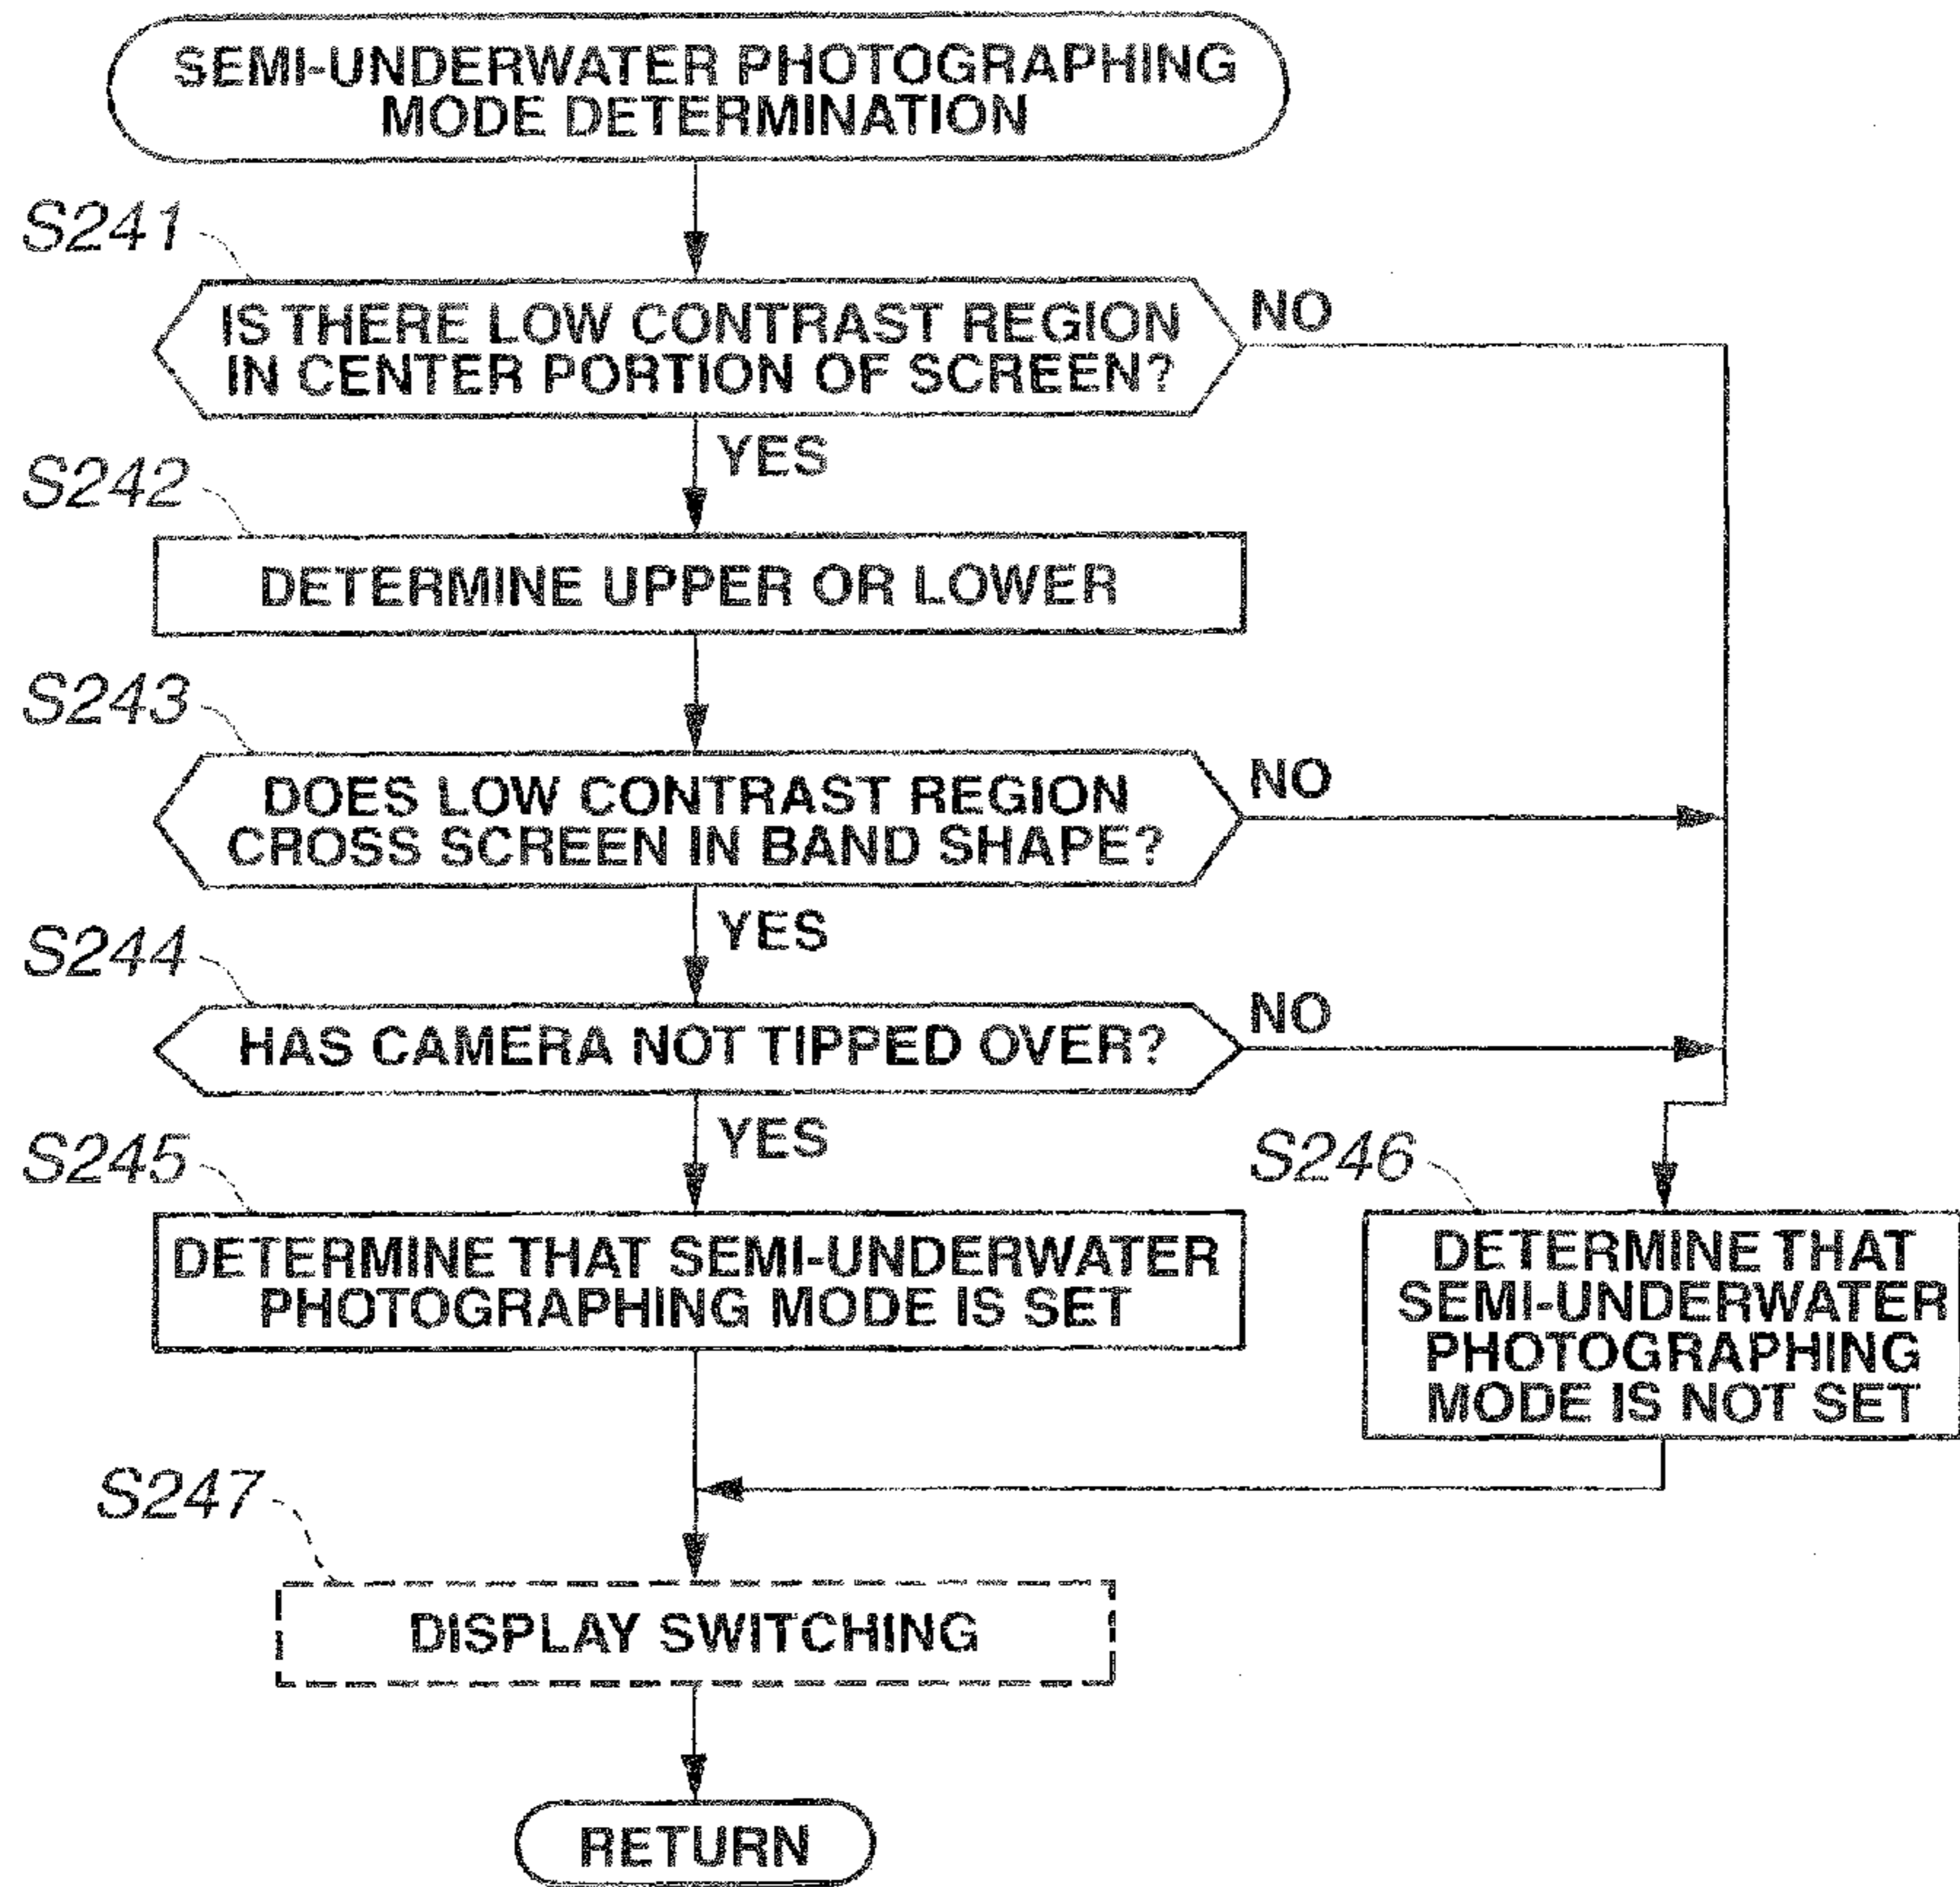 SEMI-UNDERWATER PHOTOGRAPHING
MODE DETERMINATION
S241
IS THERE LOW CONTRAST REGION
IN CENTER PORTION OF SCREEN?
NO
YES
S242
DETERMINE UPPER OR LOWER
S243
DOES LOW CONTRAST REGION
CROSS SCREEN IN BAND SHAPE?
NO
YES
S244
HAS CAMERA NOT TIPPED OVER?
NO
YES
S245
DETERMINE THAT SEMI-UNDERWATER
PHOTOGRAPHING MODE IS SET
S246
DETERMINE THAT
SEMI-UNDERWATER
PHOTOGRAPHING
MODE IS NOT SET
S247
DISPLAY SWITCHING
RETURN